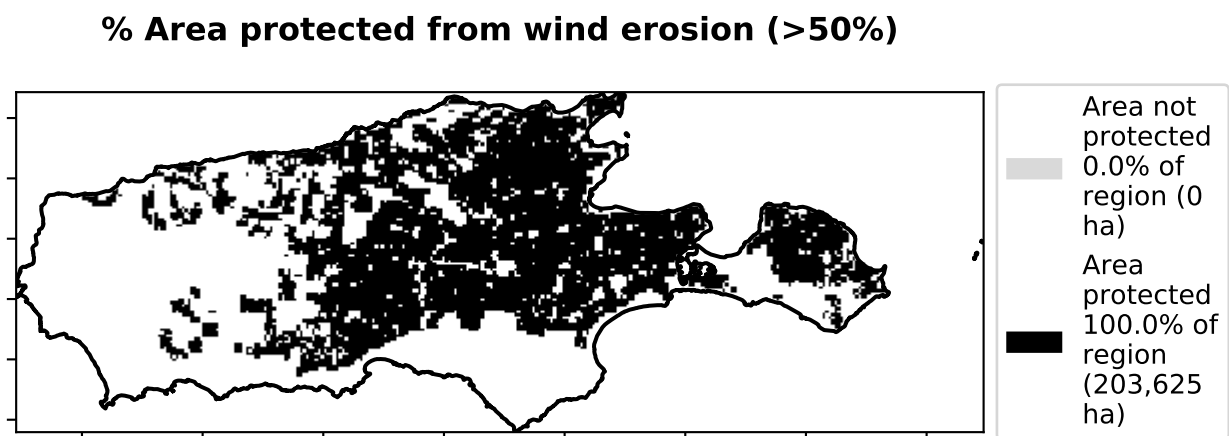 % Area protected from wind erosion (>50%)
Area not
protected
0.0% of
region (0
ha)
Area
protected
100.0% of
region
(203,625
ha)